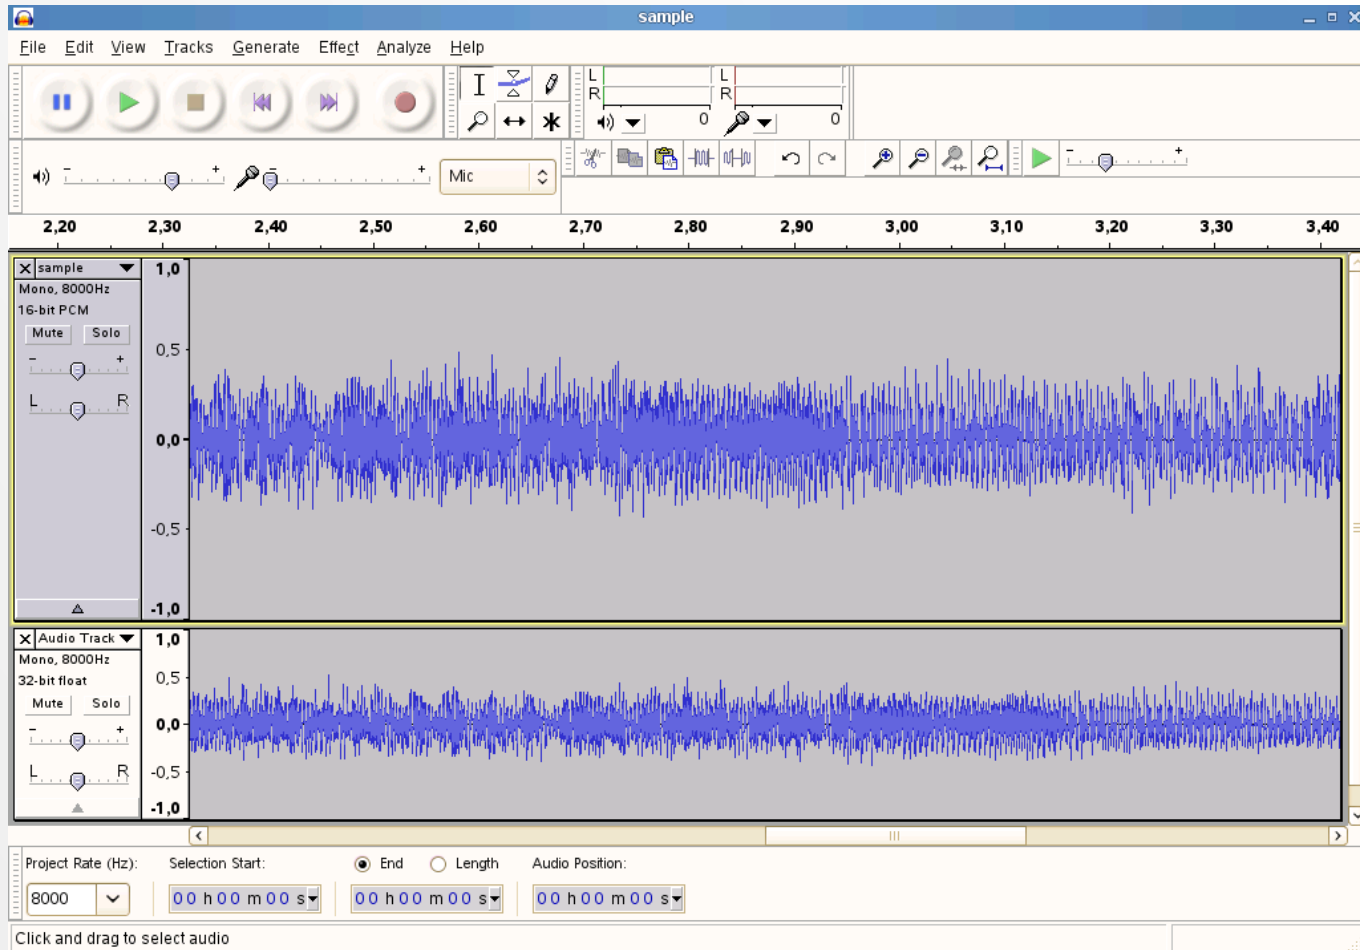 sample
File Edit View Tracks Generate Effect Analyze Help
L L
R R
0 0
- + - + Mic - +
2,20 2,30 2,40 2,50 2,60 2,70 2,80 2,90 3,00 3,10 3,20 3,30 3,40
sample 1,0
Mono, 8000Hz
16-bit PCM
Mute Solo
- + 0,5
L R
0,0
-0,5
-1,0
Audio Track 1,0
Mono, 8000Hz
32-bit float 0,5
Mute Solo
- + 0,0
L R -0,5
-1,0
Project Rate (Hz): Selection Start: End Length Audio Position:
8000 00 h 00 m 00 s 00 h 00 m 00 s 00 h 00 m 00 s
Click and drag to select audio